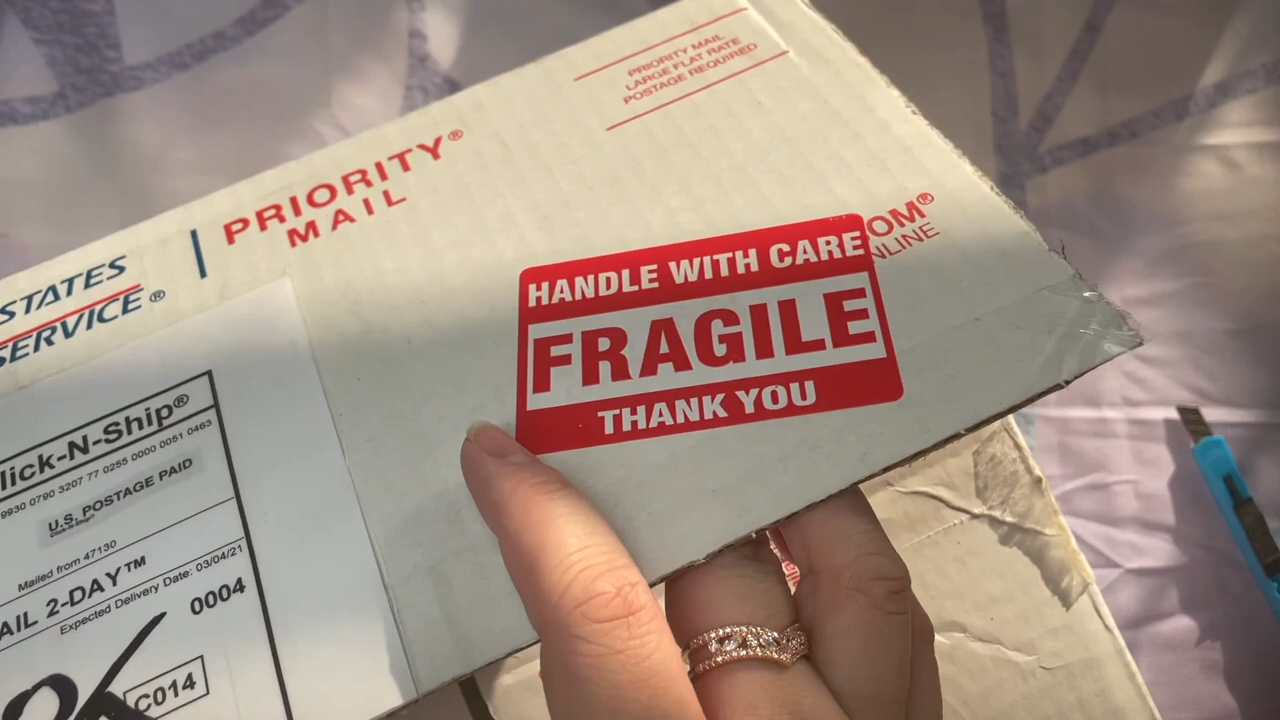 PRIORITY MAIL
LARGE FLAT RATE
POSTAGE REQUIRED
PRIORITY®
MAIL
STATES
SERVICE®
OM®
NLINE
HANDLE WITH CARE
FRAGILE
THANK YOU
lick-N-Ship®
9930 0790 3207 77 0255 0000 0051 0463
U.S. POSTAGE PAID
Click-N-Ship®
Mailed from 47130
AIL 2-DAY™
Expected Delivery Date: 03/04/21
0004
C014